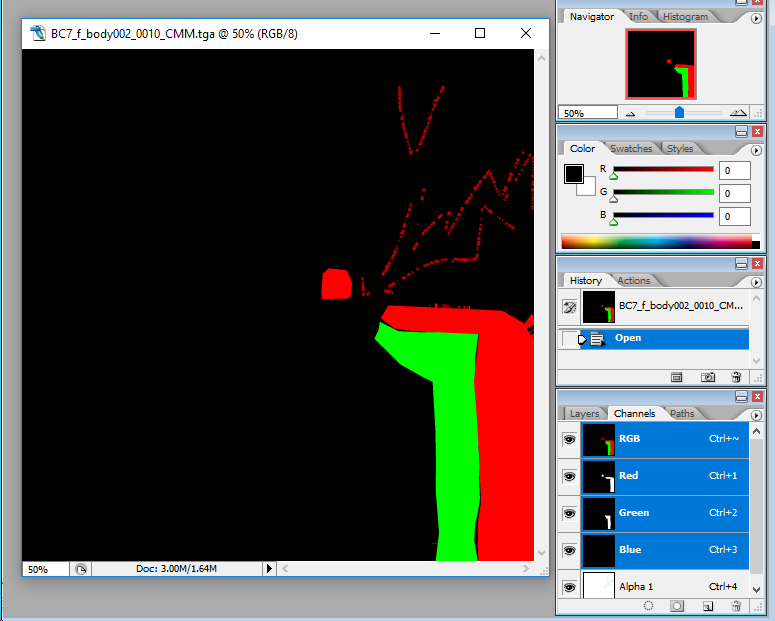 BC7_f_body002_0010_CMM.tga @ 50% (RGB/8)
50%
Doc: 3.00M/1.64M
Navigator Info Histogram
50%
Color Swatches Styles
R 0
G 0
B 0
History Actions
BC7_f_body002_0010_CMM...
Open
Layers Channels Paths
RGB Ctrl+~
Red Ctrl+1
Green Ctrl+2
Blue Ctrl+3
Alpha 1 Ctrl+4